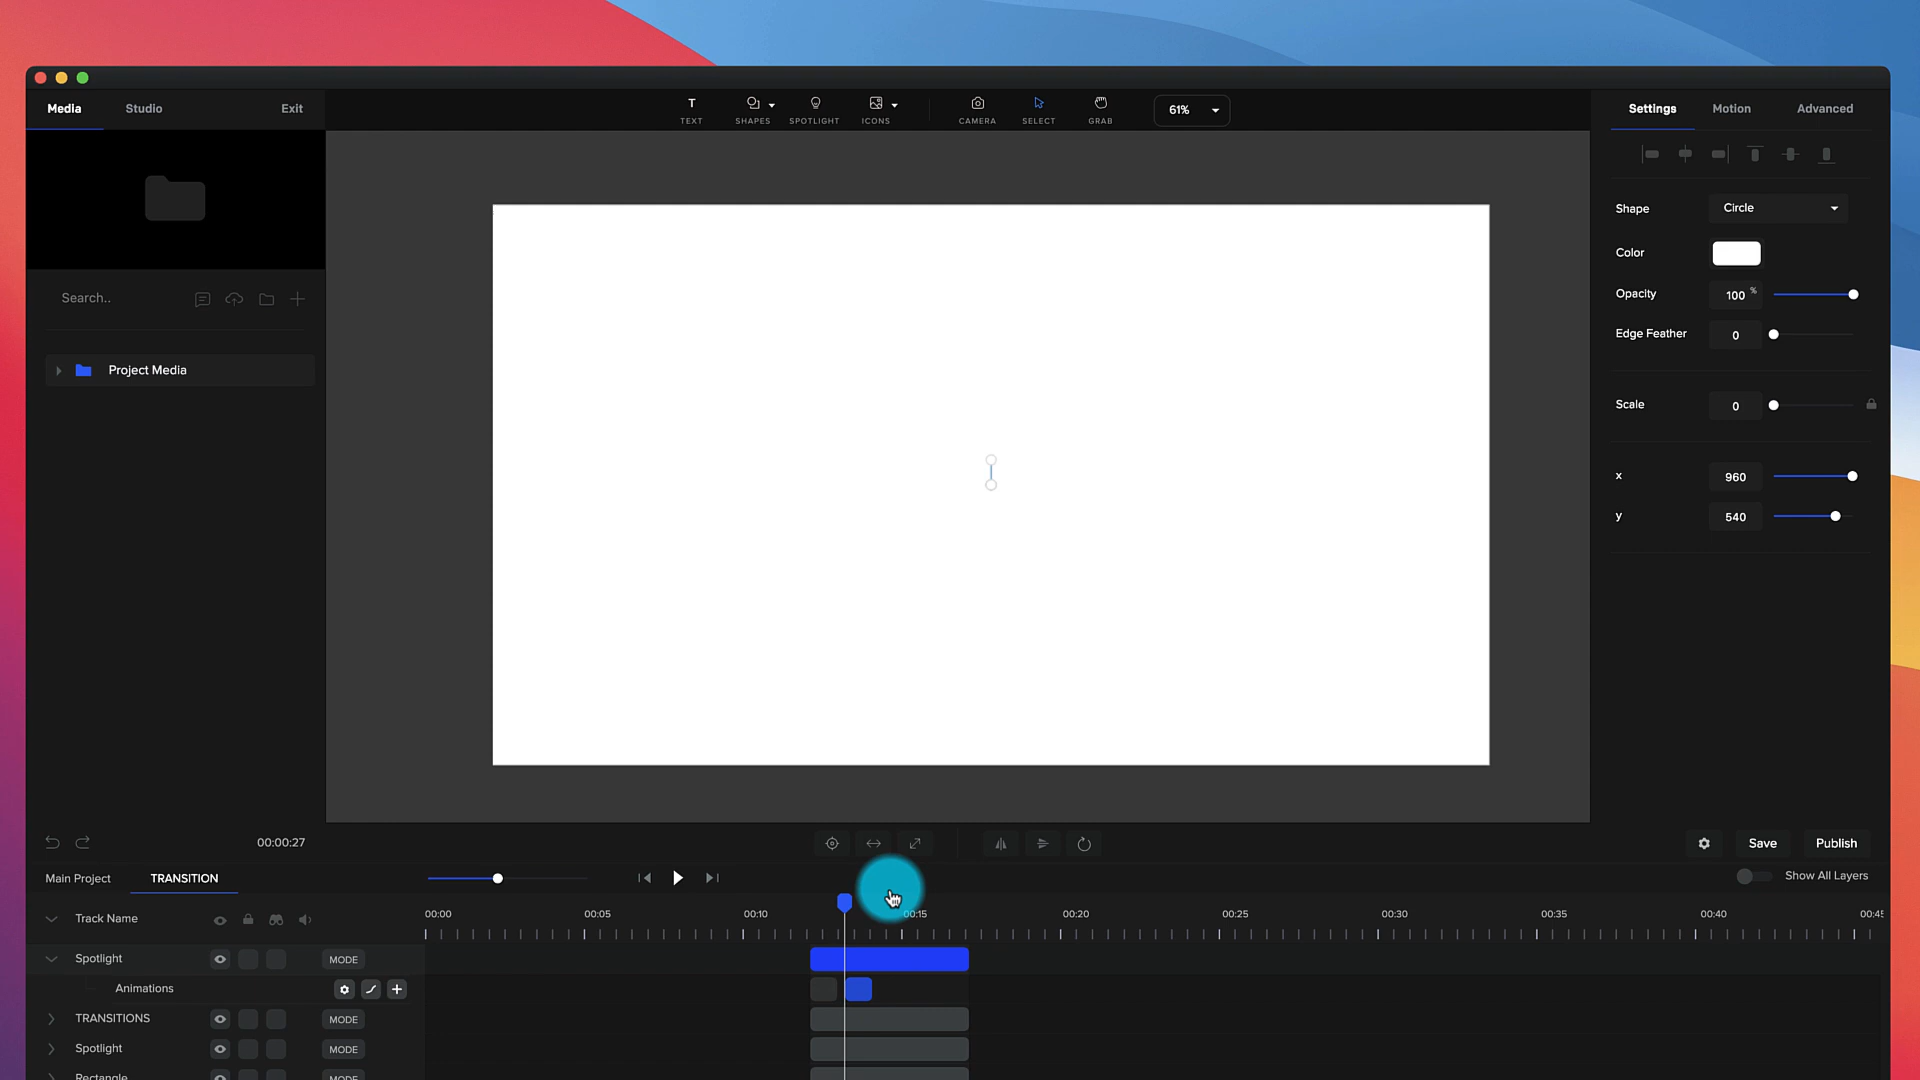 Media Studio Exit
TEXT SHAPES SPOTLIGHT ICONS CAMERA SELECT GRAB 61%
Settings Motion Advanced
Search..
Project Media
Shape Circle
Color
Opacity 100 %
Edge Feather 0
Scale 0
x 960
y 540
00:00:27
Save Publish
Main Project TRANSITION
Show All Layers
Track Name
00:00 00:05 00:10 00:15 00:20 00:25 00:30 00:35 00:40 00:45
Spotlight MODE
Animations
TRANSITIONS MODE
Spotlight MODE
Rectangle MODE